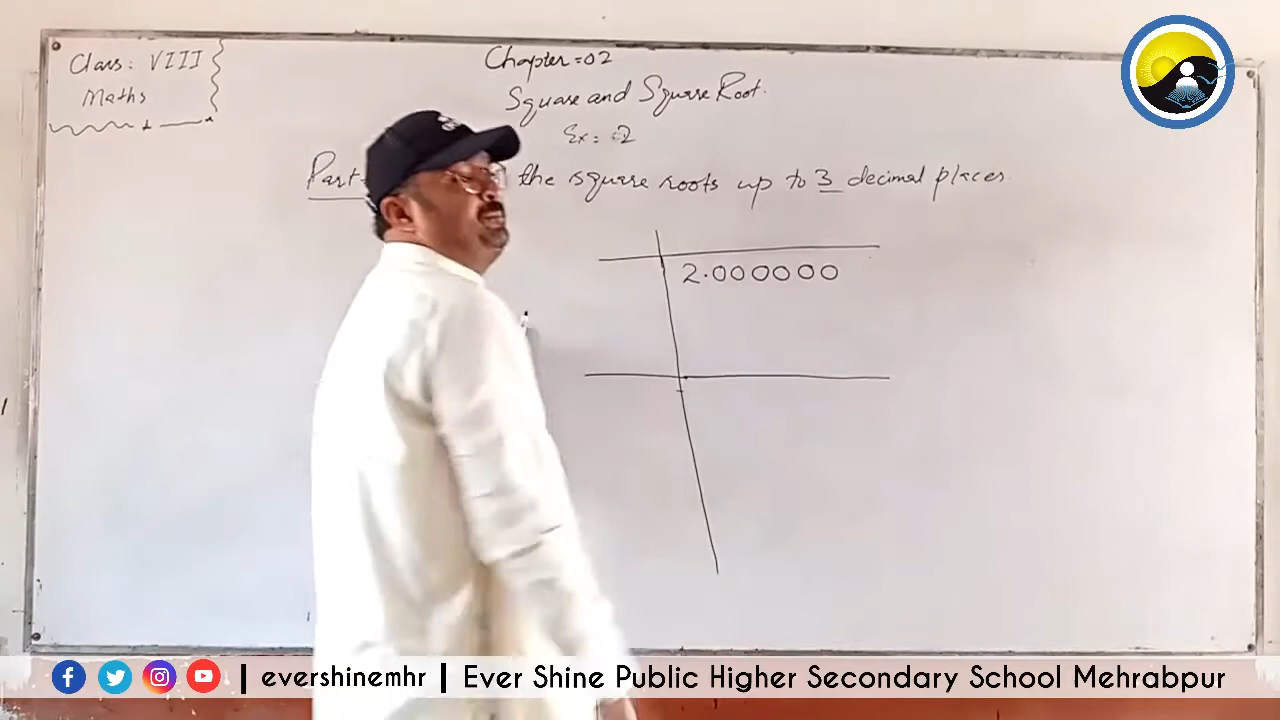 Class: VIII
Maths
Chapter=02
Square and Square Root.
Ex: 2
Part the square roots up to 3 decimal places.
2.000000
| evershinemhr | Ever Shine Public Higher Secondary School Mehrabpur